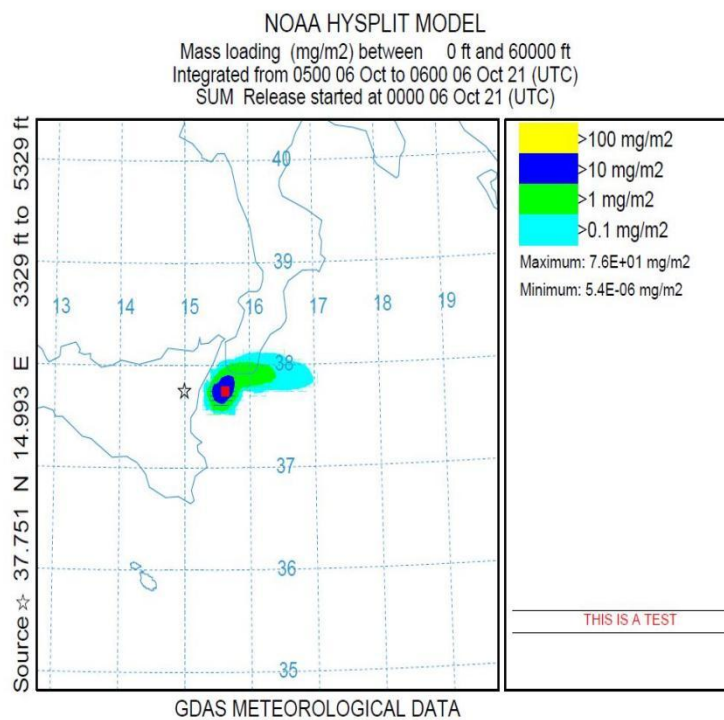 NOAA HYSPLIT MODEL
Mass loading (mg/m2) between 0 ft and 60000 ft
Integrated from 0500 06 Oct to 0600 06 Oct 21 (UTC)
SUM Release started at 0000 06 Oct 21 (UTC)
Source ☆ 37.751 N 14.993 E 3329 ft to 5329 ft
40
39
13 14 15 16 17 18 19
38
37
36
35
>100 mg/m2
>10 mg/m2
>1 mg/m2
>0.1 mg/m2
Maximum: 7.6E+01 mg/m2
Minimum: 5.4E-06 mg/m2
THIS IS A TEST
GDAS METEOROLOGICAL DATA